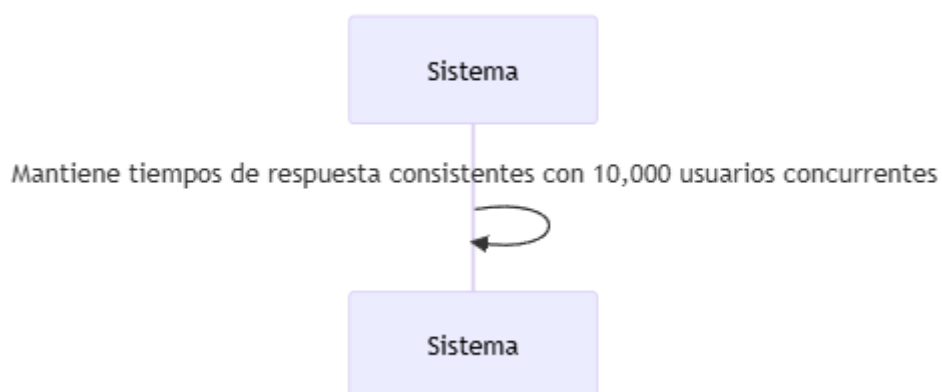 Sistema
Mantiene tiempos de respuesta consistentes con 10,000 usuarios concurrentes
Sistema